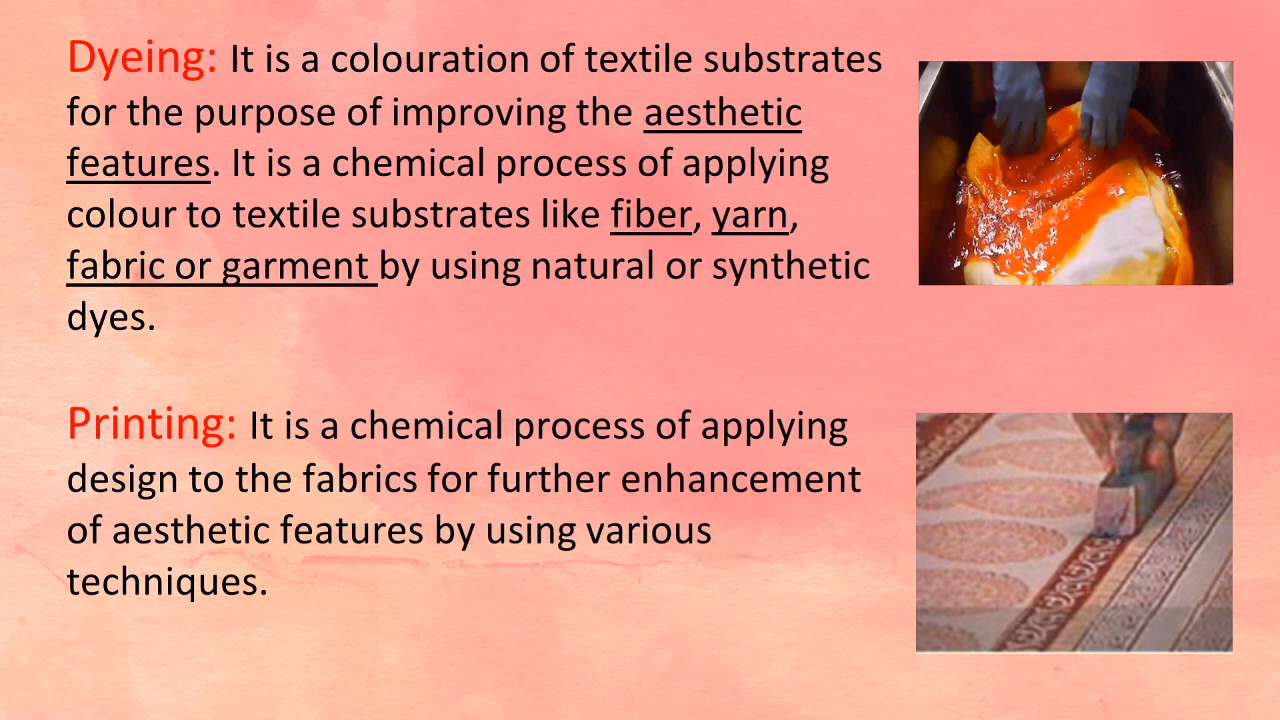 Dyeing: It is a colouration of textile substrates
for the purpose of improving the aesthetic
features. It is a chemical process of applying
colour to textile substrates like fiber, yarn,
fabric or garment by using natural or synthetic
dyes.
Printing: It is a chemical process of applying
design to the fabrics for further enhancement
of aesthetic features by using various
techniques.